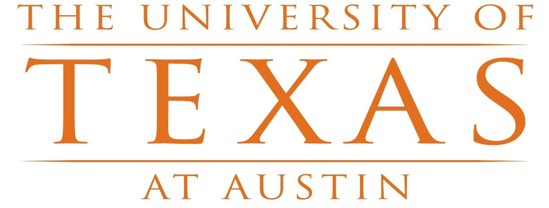 THE UNIVERSITY OF
TEXAS
AT AUSTIN